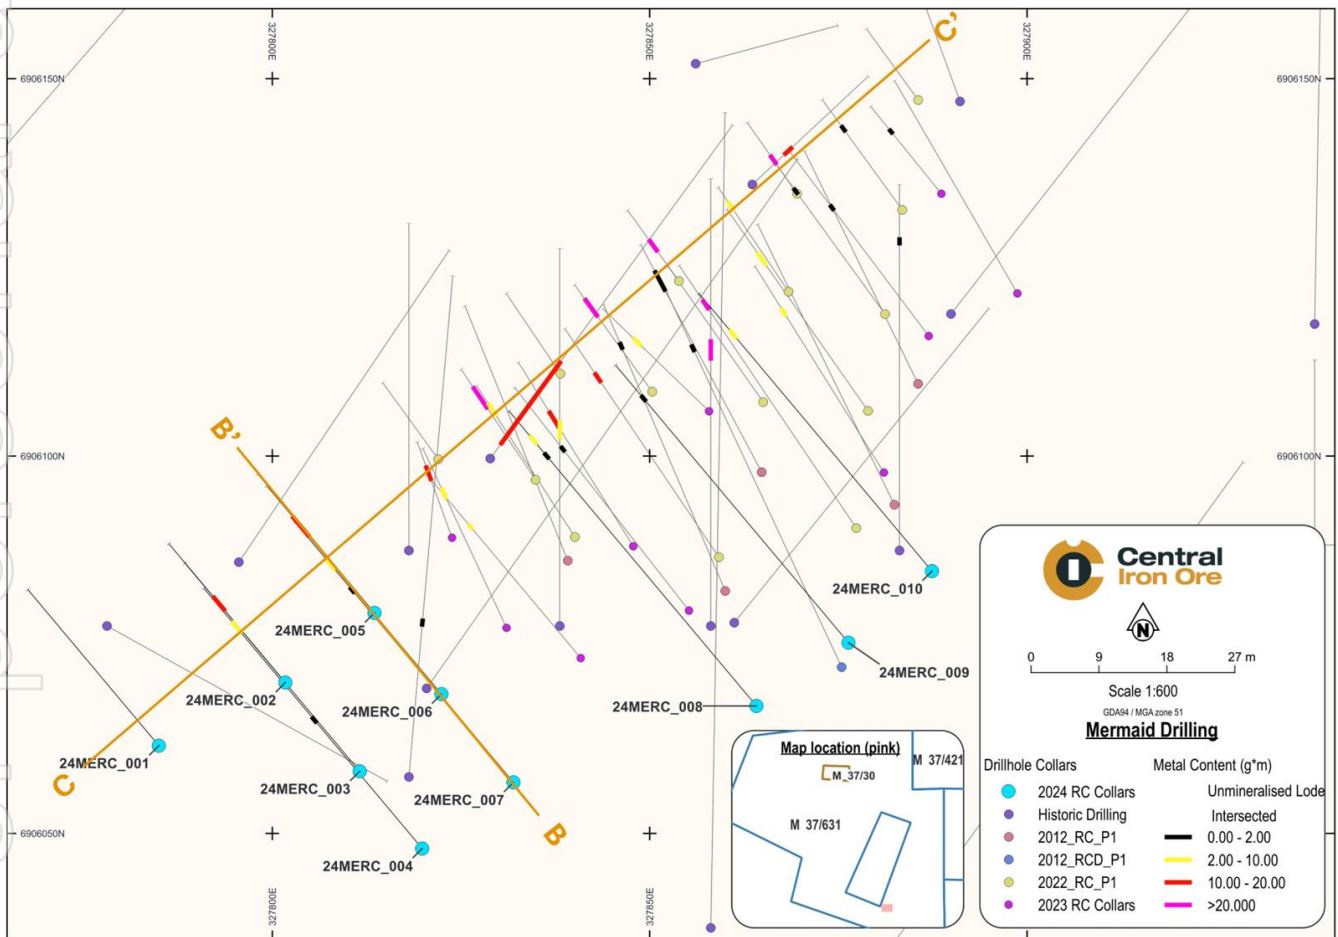 327800E
327850E
327900E
C'
6906150N
6906150N
B'
6906100N
6906100N
24MERC_010
24MERC_005
24MERC_009
24MERC_002
24MERC_006
24MERC_008
24MERC_001
C
24MERC_003
24MERC_007
B
6906050N
24MERC_004
327800E
327850E
Map location (pink)
M 37/30
M 37/421
M 37/631
Central
Iron Ore
N
0 9 18 27 m
Scale 1:600
GDA94 / MGA zone 51
Mermaid Drilling
Drillhole Collars
2024 RC Collars
Historic Drilling
2012_RC_P1
2012_RCD_P1
2022_RC_P1
2023 RC Collars
Metal Content (g*m)
Unmineralised Lode
Intersected
0.00 - 2.00
2.00 - 10.00
10.00 - 20.00
>20.000